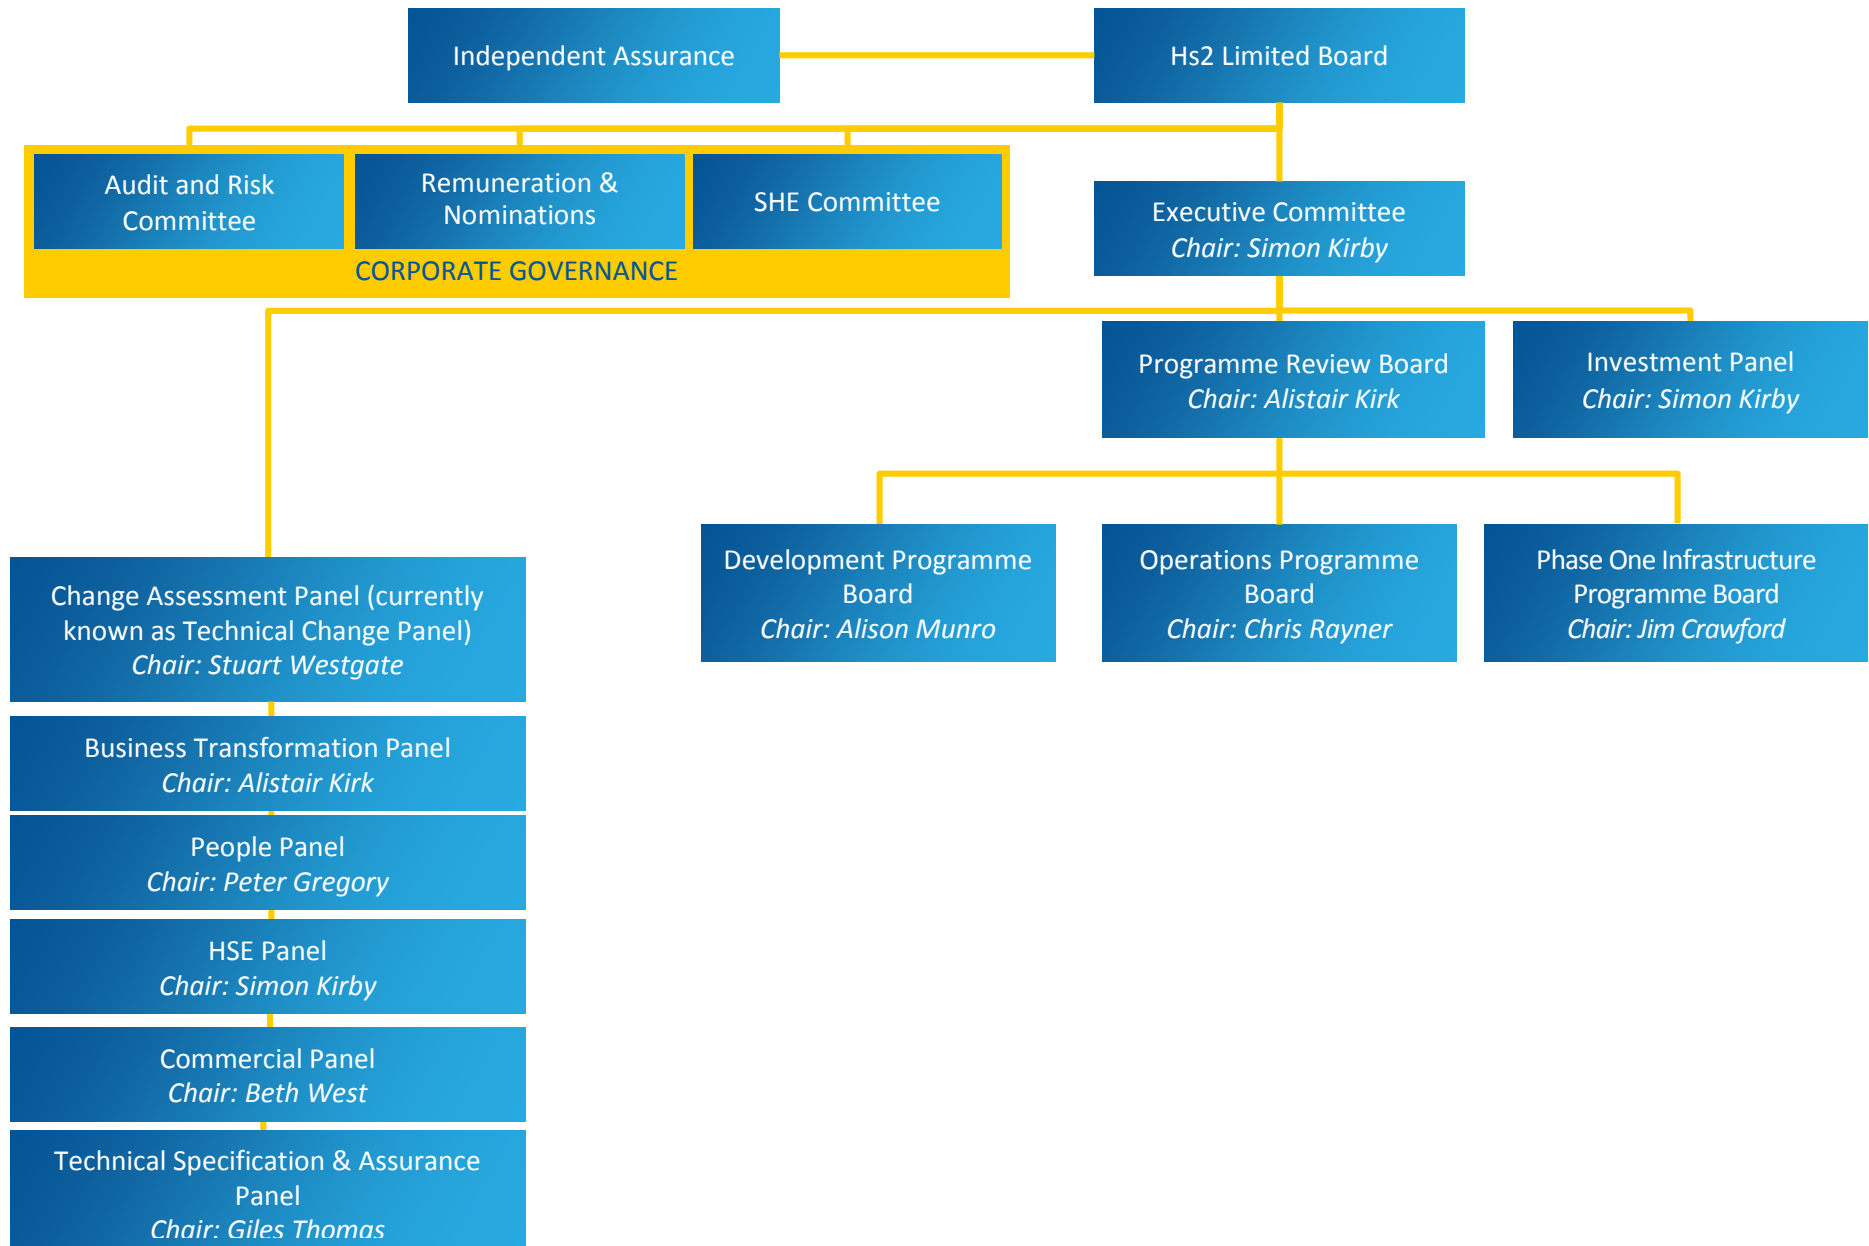 Independent Assurance
Hs2 Limited Board
Audit and Risk
Committee
Remuneration &
Nominations
SHE Committee
CORPORATE GOVERNANCE
Executive Committee
Chair: Simon Kirby
Programme Review Board
Chair: Alistair Kirk
Investment Panel
Chair: Simon Kirby
Development Programme
Board
Chair: Alison Munro
Operations Programme
Board
Chair: Chris Rayner
Phase One Infrastructure
Programme Board
Chair: Jim Crawford
Change Assessment Panel (currently
known as Technical Change Panel)
Chair: Stuart Westgate
Business Transformation Panel
Chair: Alistair Kirk
People Panel
Chair: Peter Gregory
HSE Panel
Chair: Simon Kirby
Commercial Panel
Chair: Beth West
Technical Specification & Assurance
Panel
Chair: Giles Thomas